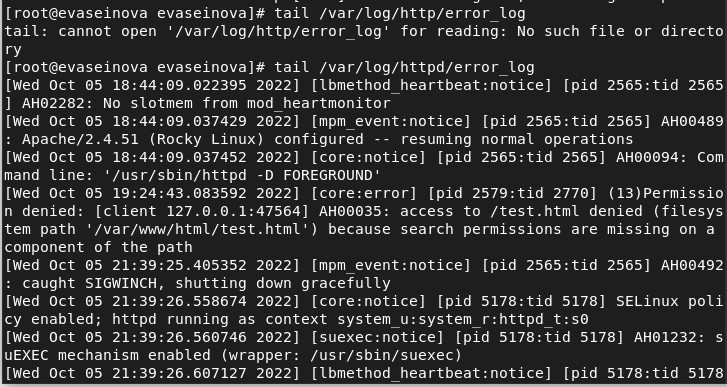 [root@evaseinova evaseinova]# tail /var/log/http/error_log
tail: cannot open '/var/log/http/error_log' for reading: No such file or directo
ry
[root@evaseinova evaseinova]# tail /var/log/httpd/error_log
[Wed Oct 05 18:44:09.022395 2022] [lbmethod_heartbeat:notice] [pid 2565:tid 2565
] AH02282: No slotmem from mod_heartmonitor
[Wed Oct 05 18:44:09.037429 2022] [mpm_event:notice] [pid 2565:tid 2565] AH00489
: Apache/2.4.51 (Rocky Linux) configured -- resuming normal operations
[Wed Oct 05 18:44:09.037452 2022] [core:notice] [pid 2565:tid 2565] AH00094: Com
mand line: '/usr/sbin/httpd -D FOREGROUND'
[Wed Oct 05 19:24:43.083592 2022] [core:error] [pid 2579:tid 2770] (13)Permissio
n denied: [client 127.0.0.1:47564] AH00035: access to /test.html denied (filesys
tem path '/var/www/html/test.html') because search permissions are missing on a
component of the path
[Wed Oct 05 21:39:25.405352 2022] [mpm_event:notice] [pid 2565:tid 2565] AH00492
: caught SIGWINCH, shutting down gracefully
[Wed Oct 05 21:39:26.558674 2022] [core:notice] [pid 5178:tid 5178] SELinux poli
cy enabled; httpd running as context system_u:system_r:httpd_t:s0
[Wed Oct 05 21:39:26.560746 2022] [suexec:notice] [pid 5178:tid 5178] AH01232: s
uEXEC mechanism enabled (wrapper: /usr/sbin/suexec)
[Wed Oct 05 21:39:26.607127 2022] [lbmethod_heartbeat:notice] [pid 5178:tid 5178